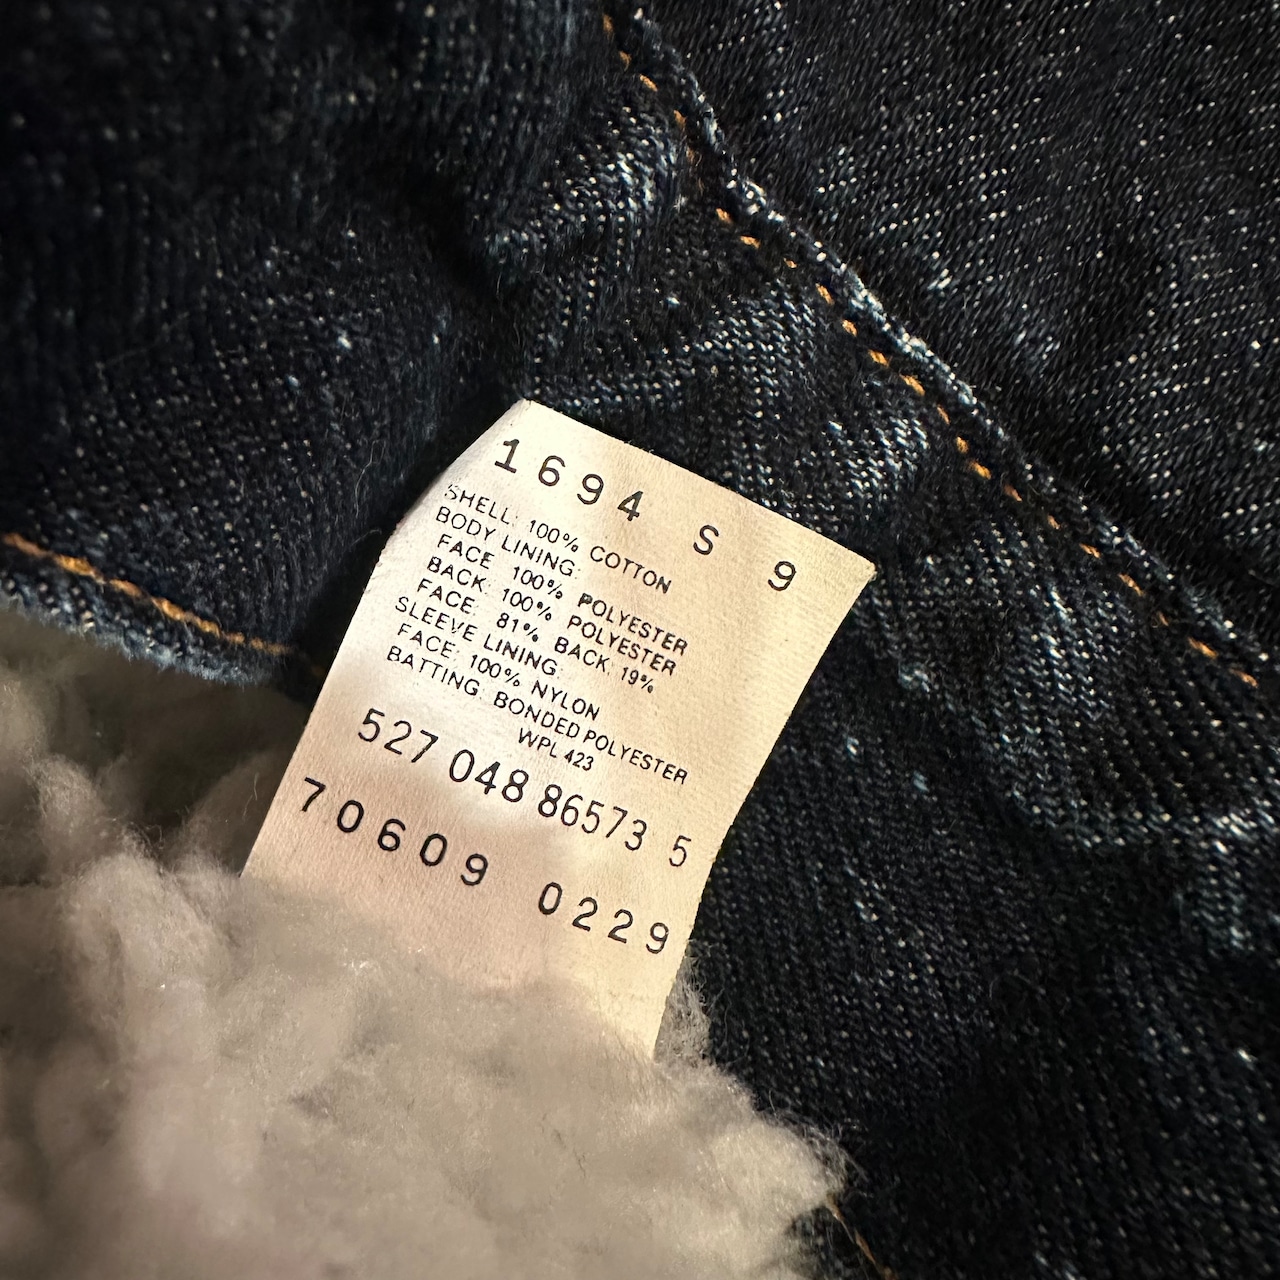 1694 S 9
SHELL: 100% COTTON
BODY LINING:
FACE 100% POLYESTER
BACK: 100% POLYESTER
FACE: 81% BACK: 19%
SLEEVE LINING:
FACE: 100% NYLON
BATTING: BONDED POLYESTER
WPL 423
527 048 86573 5
70609 0229